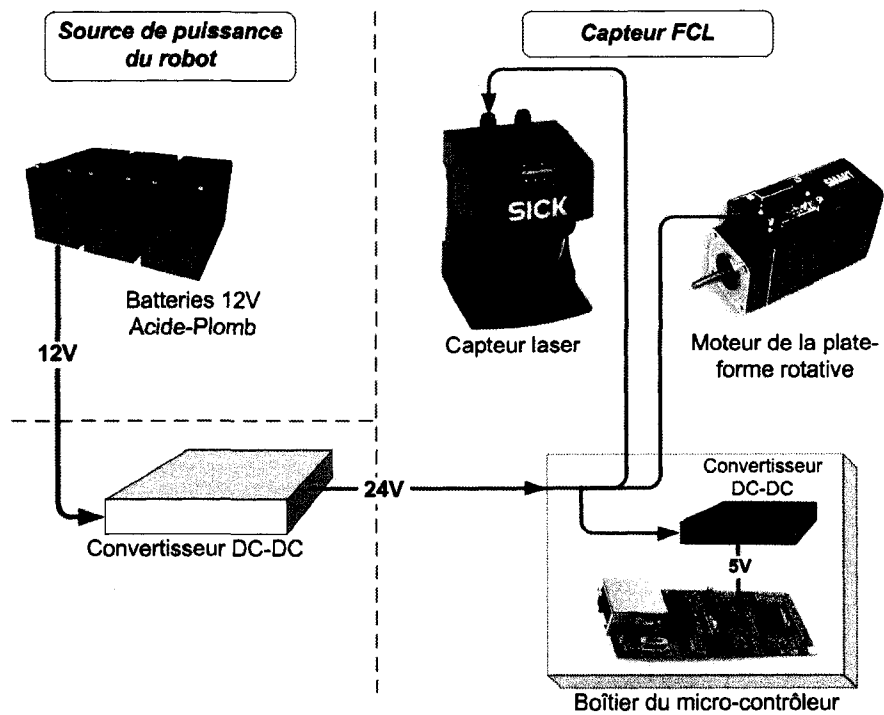 Source de puissance
du robot
Capteur FCL
SICK
SMART
Batteries 12V
Acide-Plomb
12V
Capteur laser
Moteur de la plate-
forme rotative
24V
Convertisseur DC-DC
Convertisseur
DC-DC
5V
Boîtier du micro-contrôleur